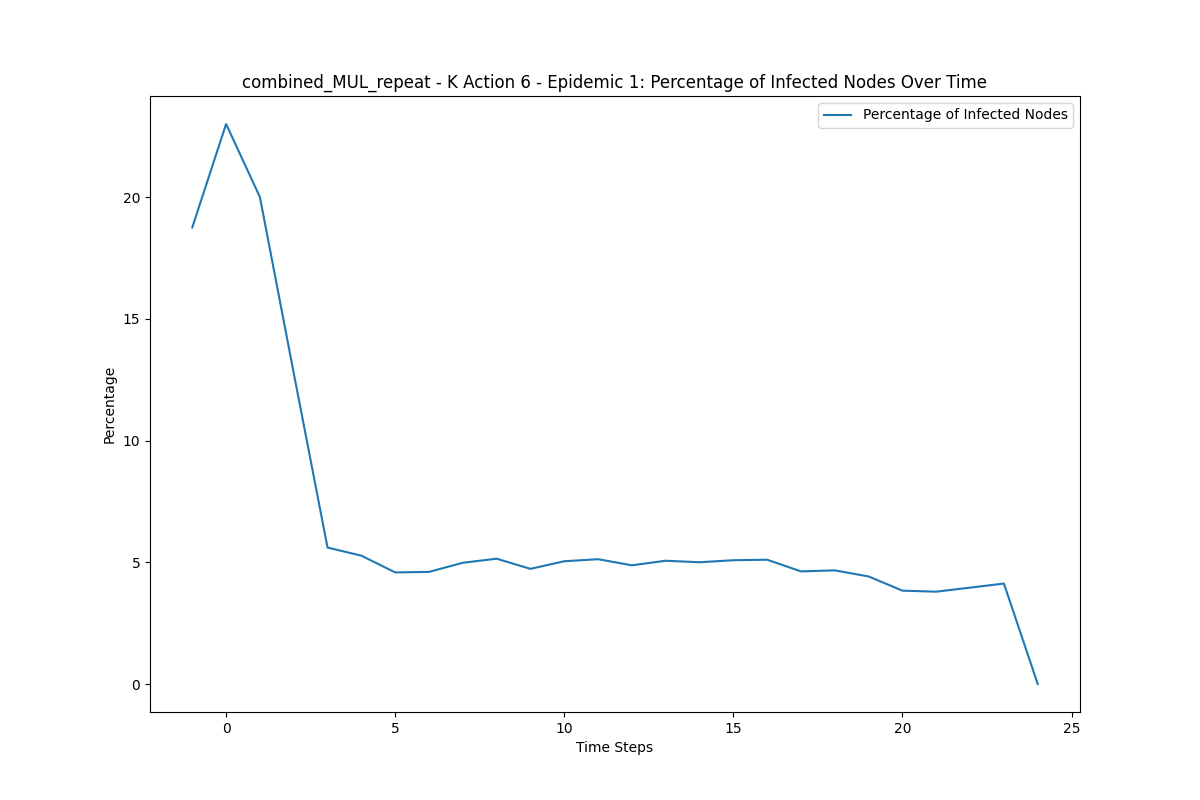 combined_MUL_repeat - K Action 6 - Epidemic 1: Percentage of Infected Nodes Over Time
Percentage of Infected Nodes
20
15
10
5
0
Percentage
0 5 10 15 20 25
Time Steps